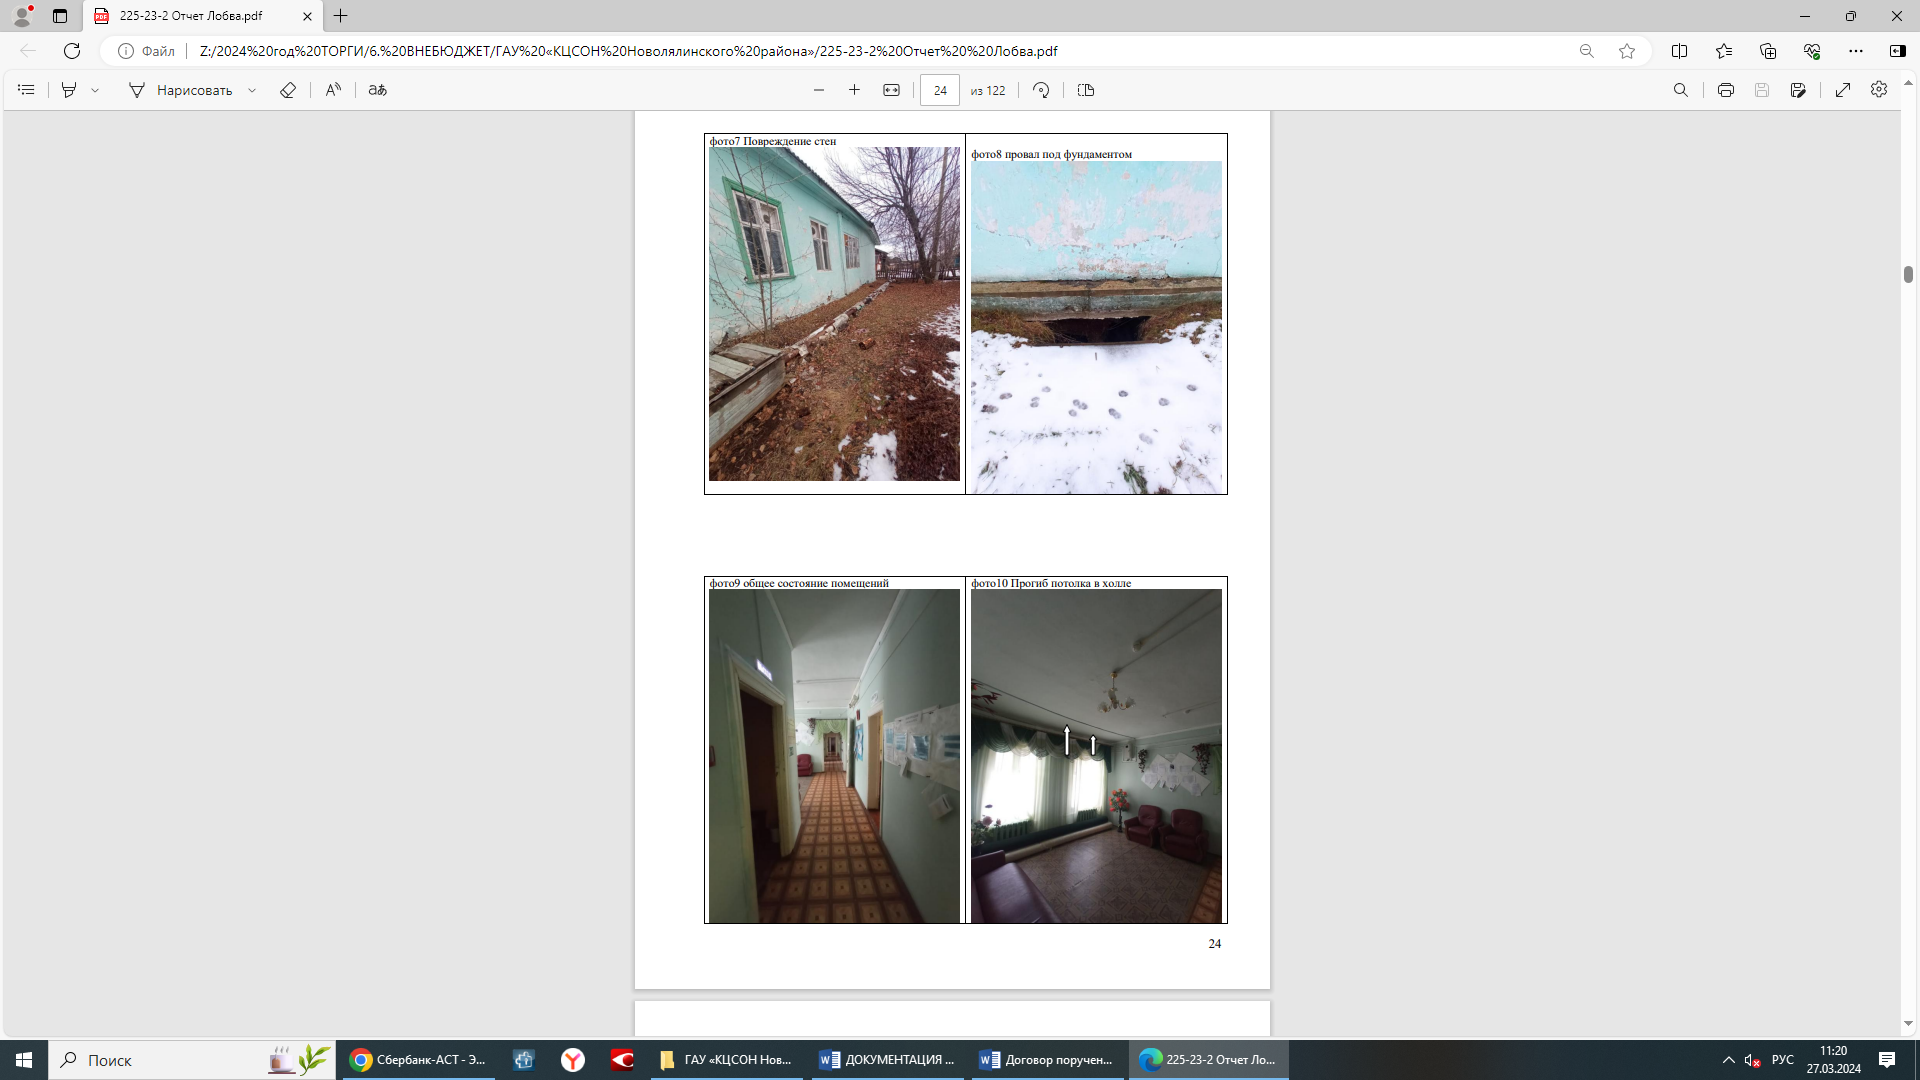 225-23-2 Отчет Лобва.pdf
Файл
Z:/2024%20год%20ТОРГИ/6.%20ВНЕБЮДЖЕТ/ГАУ%20«КЦСОН%20Новолялинского%20района»/225-23-2%20Отчет%20%20Лобва.pdf
Нарисовать
24 из 122
фото7 Повреждение стен
фото8 провал под фундаментом
фото9 общее состояние помещений
фото10 Прогиб потолка в холле
24
Поиск
Сбербанк-АСТ - Э...
ГАУ «КЦСОН Нов...
ДОКУМЕНТАЦИЯ ...
Договор поручен...
225-23-2 Отчет Ло...
РУС
11:20
27.03.2024